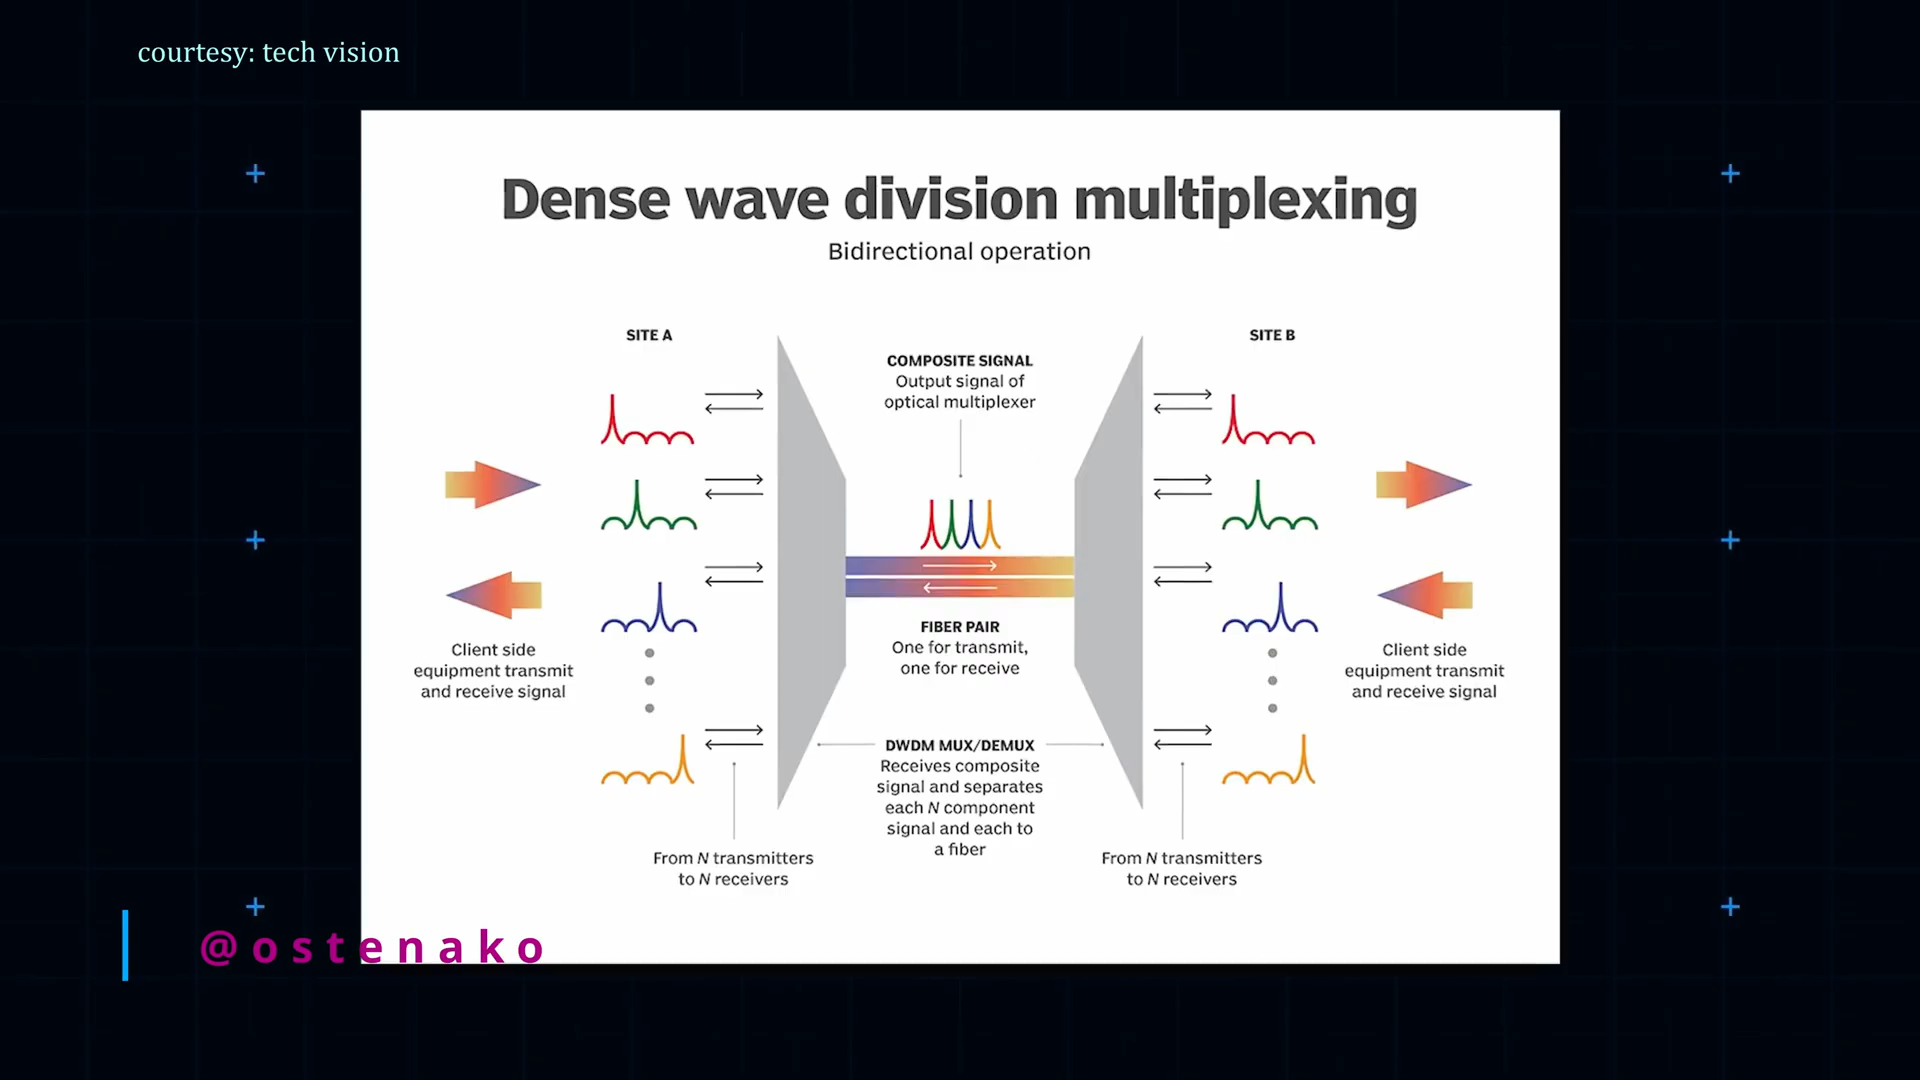 courtesy: tech vision
Dense wave division multiplexing
Bidirectional operation
SITE A
SITE B
COMPOSITE SIGNAL
Output signal of
optical multiplexer
FIBER PAIR
One for transmit,
one for receive
Client side
equipment transmit
and receive signal
Client side
equipment transmit
and receive signal
DWDM MUX/DEMUX
Receives composite
signal and separates
each N component
signal and each to
a fiber
From N transmitters
to N receivers
From N transmitters
to N receivers
@ostenako